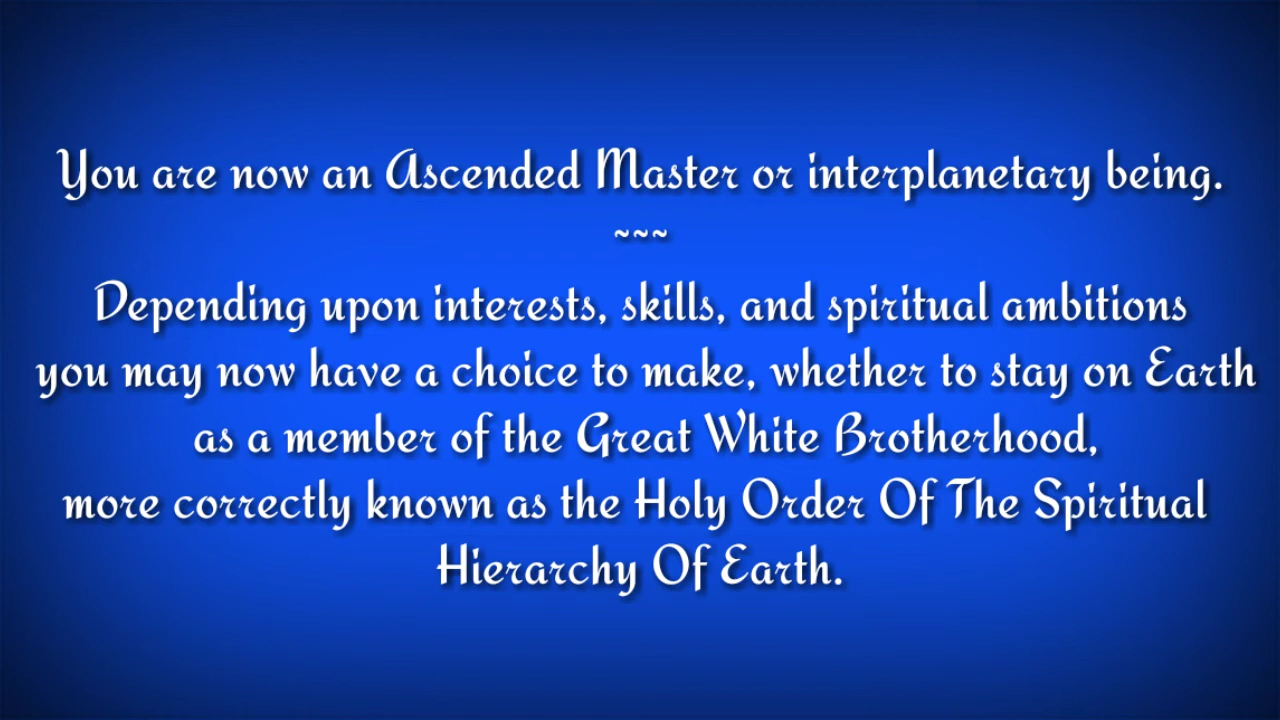 You are now an Ascended Master or interplanetary being.
~~~
Depending upon interests, skills, and spiritual ambitions
you may now have a choice to make, whether to stay on Earth
as a member of the Great White Brotherhood,
more correctly known as the Holy Order Of The Spiritual
Hierarchy Of Earth.